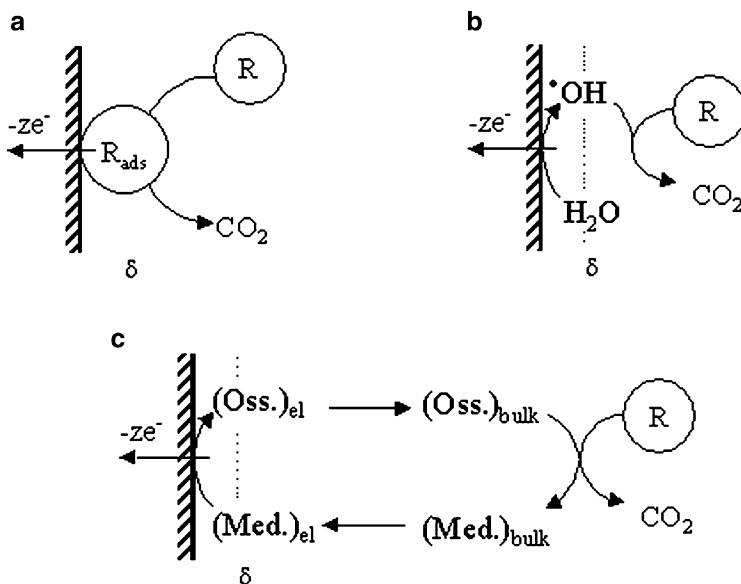 a
R
-ze⁻
R_ads
CO₂
δ
b
•OH
-ze⁻
R
H₂O
CO₂
δ
c
(Oss.)_el
(Oss.)_bulk
R
-ze⁻
(Med.)_el
(Med.)_bulk
CO₂
δ